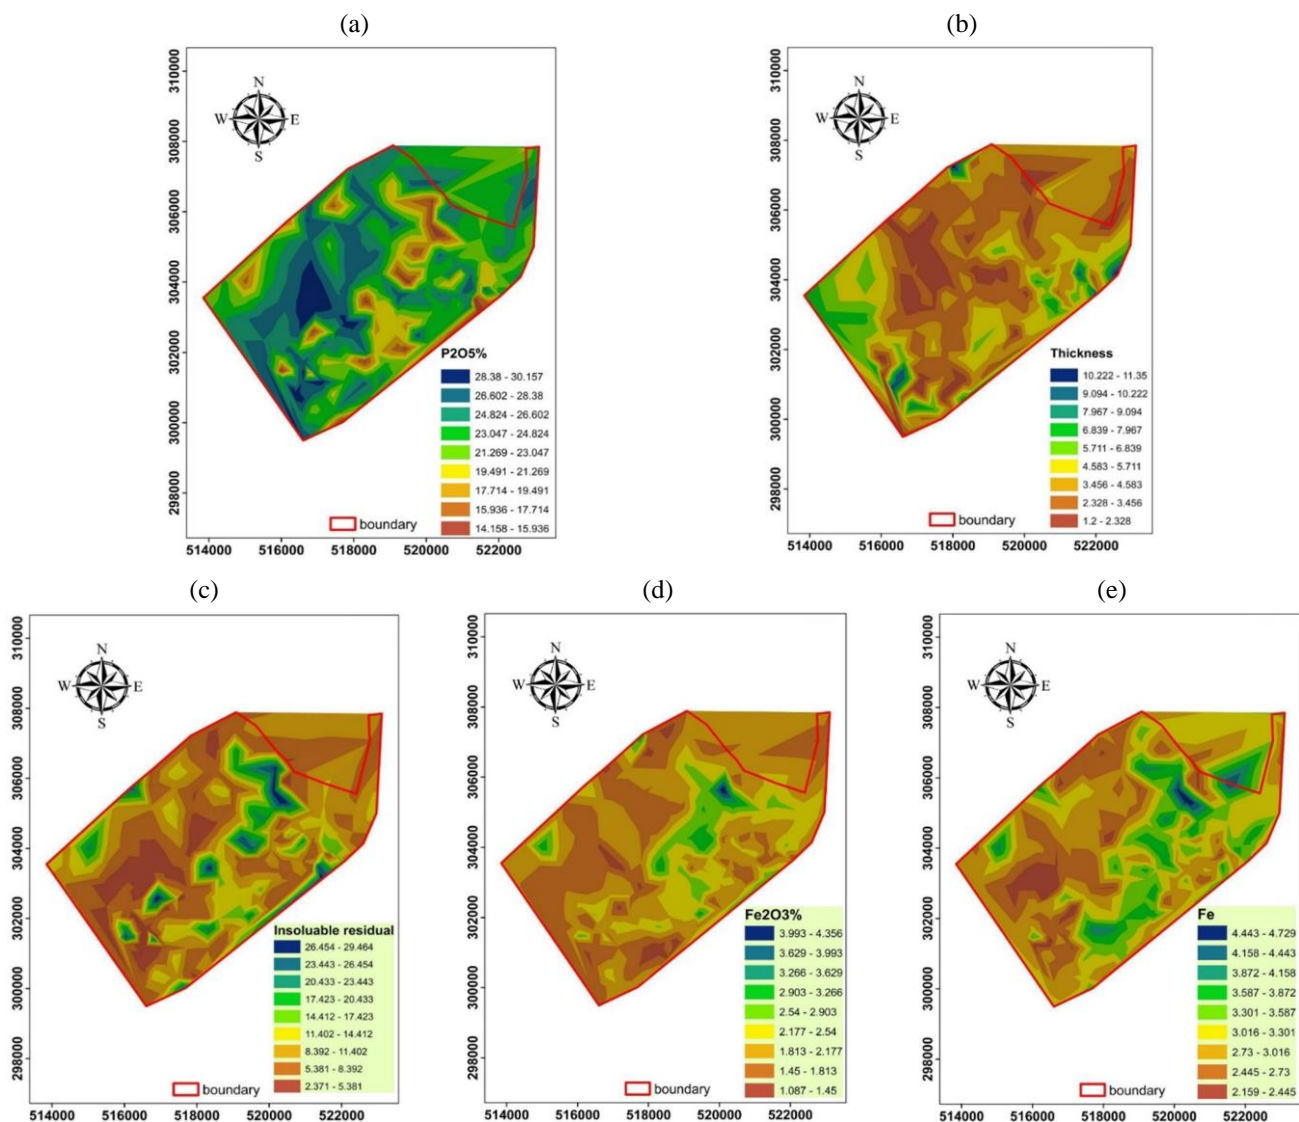 (a)
310000
308000
306000
304000
302000
300000
298000
N
W E
S
P2O5%
28.38 - 30.157
26.602 - 28.38
24.824 - 26.602
23.047 - 24.824
21.269 - 23.047
19.491 - 21.269
17.714 - 19.491
15.936 - 17.714
14.158 - 15.936
boundary
514000 516000 518000 520000 522000
(b)
310000
308000
306000
304000
302000
300000
298000
N
W E
S
Thickness
10.222 - 11.35
9.094 - 10.222
7.967 - 9.094
6.839 - 7.967
5.711 - 6.839
4.583 - 5.711
3.456 - 4.583
2.328 - 3.456
1.2 - 2.328
boundary
514000 516000 518000 520000 522000
(c)
310000
308000
306000
304000
302000
300000
298000
N
W E
S
Insoluable residual
26.454 - 29.464
23.443 - 26.454
20.433 - 23.443
17.423 - 20.433
14.412 - 17.423
11.402 - 14.412
8.392 - 11.402
5.381 - 8.392
2.371 - 5.381
boundary
514000 516000 518000 520000 522000
(d)
310000
308000
306000
304000
302000
300000
298000
N
W E
S
Fe2O3%
3.993 - 4.356
3.629 - 3.993
3.266 - 3.629
2.903 - 3.266
2.54 - 2.903
2.177 - 2.54
1.813 - 2.177
1.45 - 1.813
1.087 - 1.45
boundary
514000 516000 518000 520000 522000
(e)
310000
308000
306000
304000
302000
300000
298000
N
W E
S
Fe
4.443 - 4.729
4.158 - 4.443
3.872 - 4.158
3.587 - 3.872
3.301 - 3.587
3.016 - 3.301
2.73 - 3.016
2.445 - 2.73
2.159 - 2.445
boundary
514000 516000 518000 520000 522000